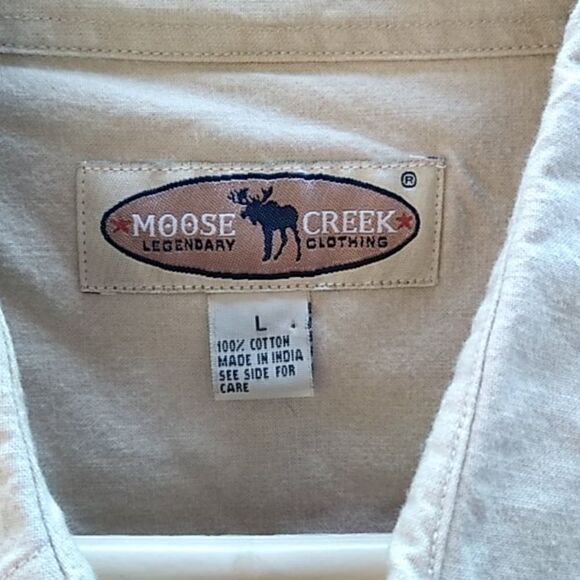 ®
MOOSE CREEK
LEGENDARY CLOTHING
L
100% COTTON
MADE IN INDIA
SEE SIDE FOR
CARE